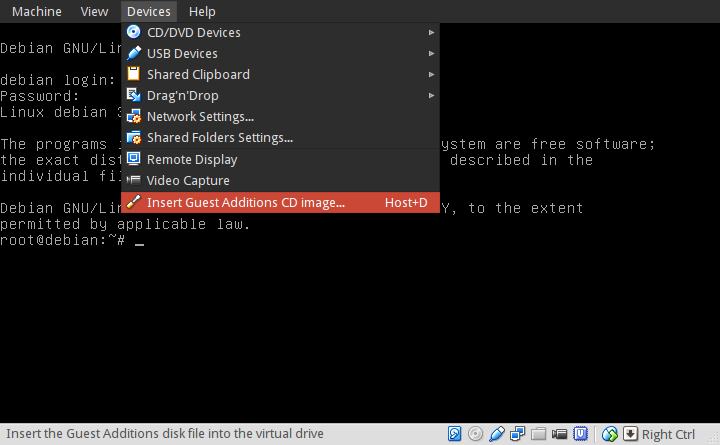 Machine View Devices Help
CD/DVD Devices
USB Devices
Shared Clipboard
Drag'n'Drop
Network Settings...
Shared Folders Settings...
Remote Display
Video Capture
Insert Guest Additions CD image... Host+D
Debian GNU/Lin
debian login:
Password:
Linux debian 3
The programs ystem are free software;
the exact dist described in the
individual fil
Debian GNU/Lin Y, to the extent
permitted by applicable law.
root@debian:~# _
Insert the Guest Additions disk file into the virtual drive Right Ctrl